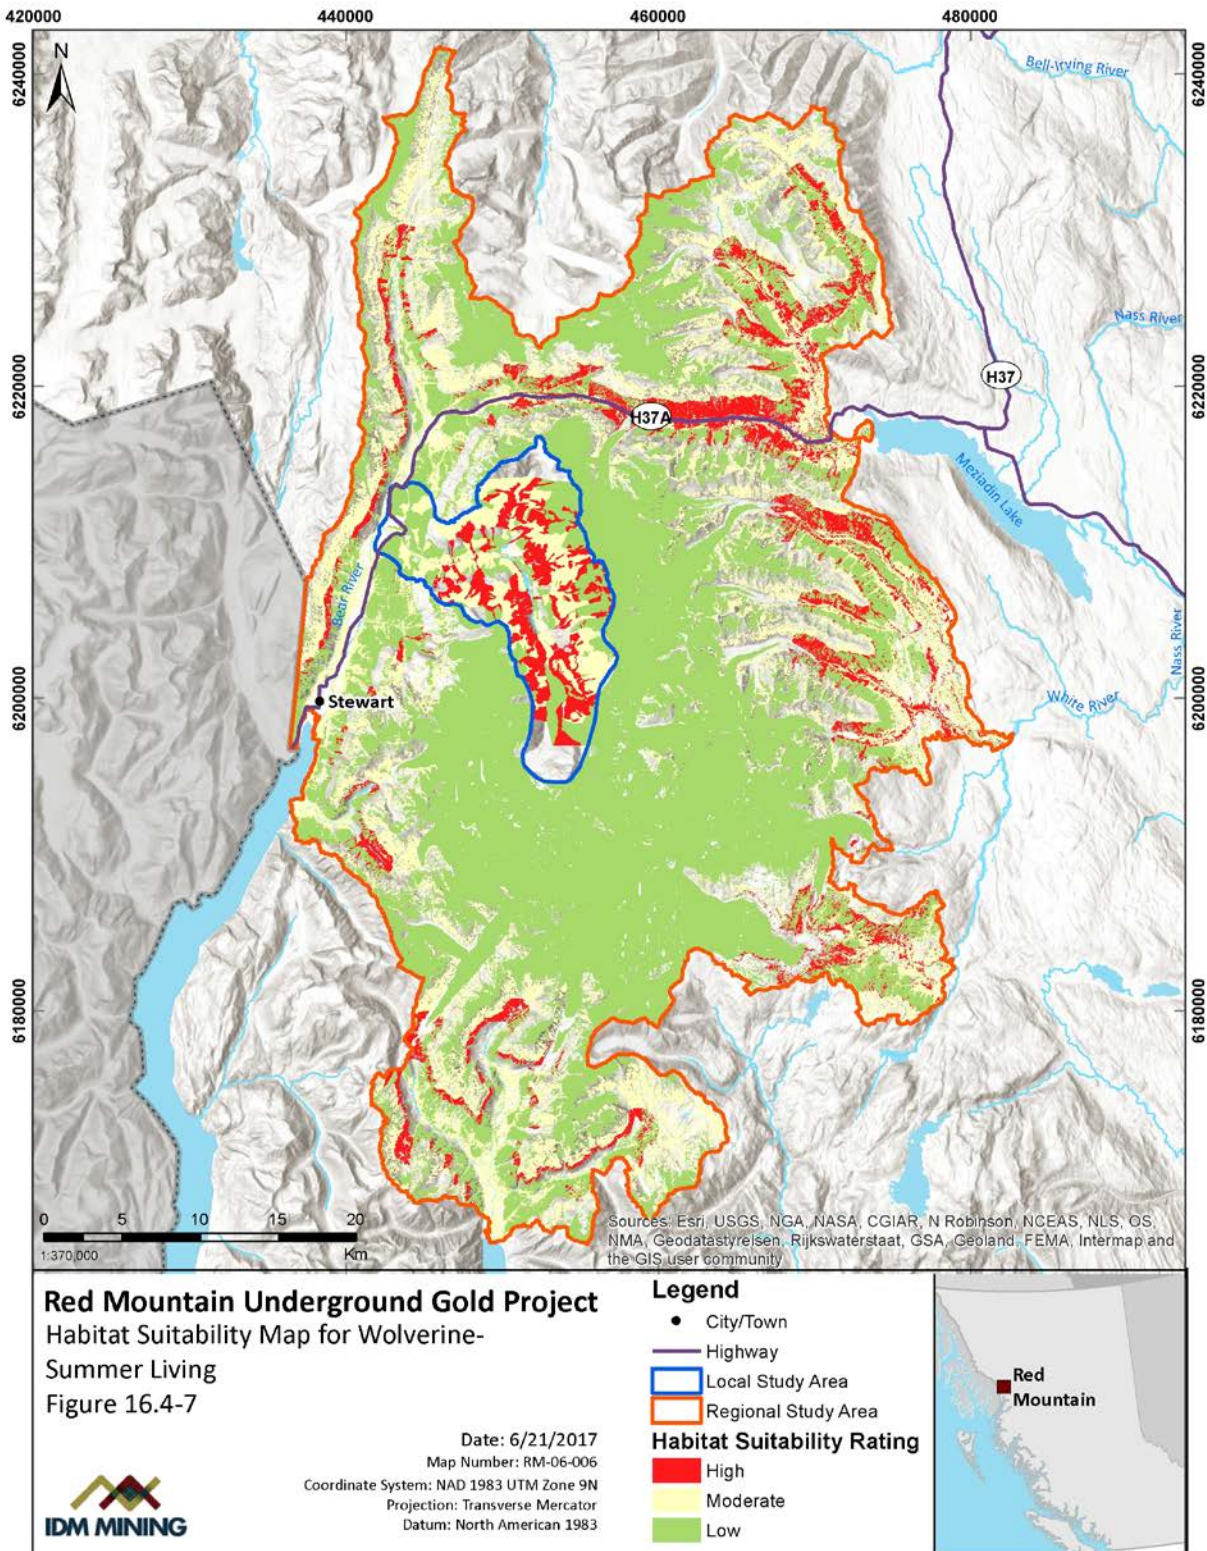 420000 440000 460000 480000
6240000
6240000
N
Bell-Irving River
Nass River
H37
6220000
6220000
H37A
Meziadin Lake
Bear River
Nass River
White River
6200000
6200000
Stewart
6180000
6180000
0 5 10 15 20
Km
1:370,000
Sources: Esri, USGS, NGA, NASA, CGIAR, N Robinson, NCEAS, NLS, OS,
NMA, Geodatastyrelsen, Rijkswaterstaat, GSA, Geoland, FEMA, Intermap and
the GIS user community
Red Mountain Underground Gold Project
Habitat Suitability Map for Wolverine-
Summer Living
Figure 16.4-7
Date: 6/21/2017
Map Number: RM-06-006
Coordinate System: NAD 1983 UTM Zone 9N
Projection: Transverse Mercator
Datum: North American 1983
IDM MINING
Legend
City/Town
Highway
Local Study Area
Regional Study Area
Habitat Suitability Rating
High
Moderate
Low
Red
Mountain